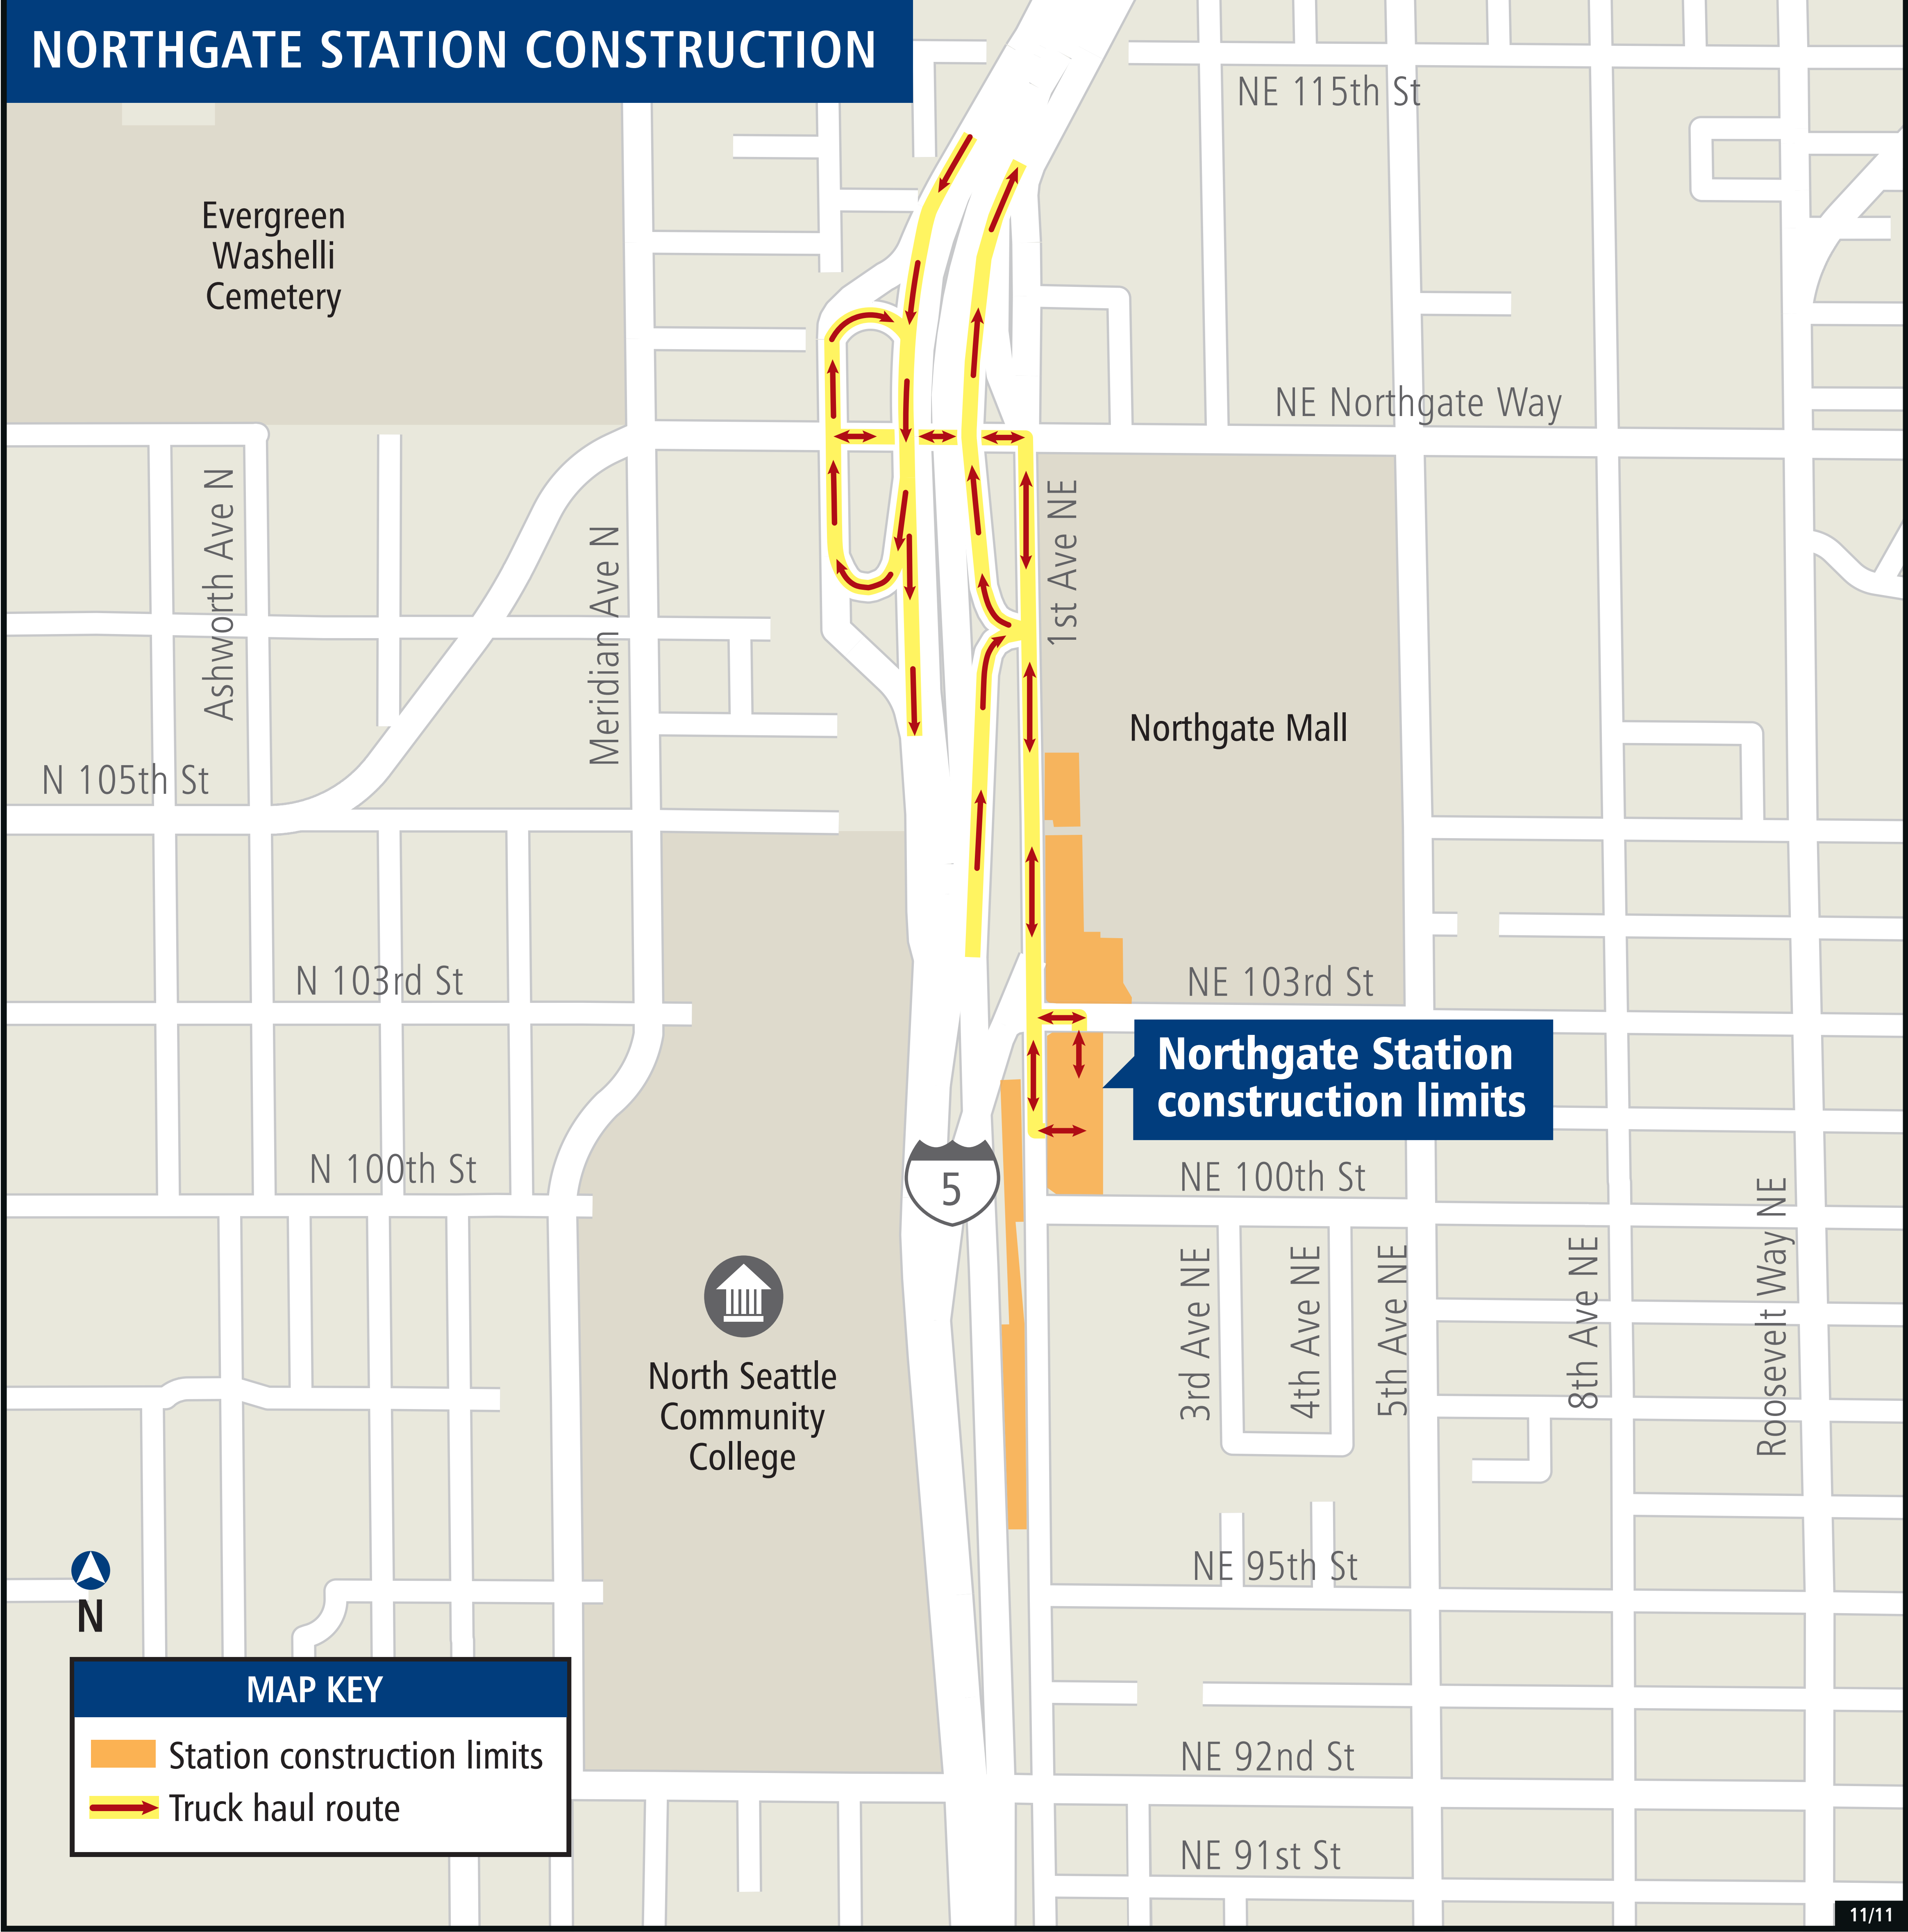 NORTHGATE STATION CONSTRUCTION
NE 115th St
Evergreen
Washelli
Cemetery
NE Northgate Way
Ashworth Ave N
Meridian Ave N
1st Ave NE
Northgate Mall
N 105th St
N 103rd St
NE 103rd St
Northgate Station
construction limits
N 100th St
5
NE 100th St
3rd Ave NE
4th Ave NE
5th Ave NE
8th Ave NE
Roosevelt Way NE
North Seattle
Community
College
NE 95th St
N
MAP KEY
Station construction limits
Truck haul route
NE 92nd St
NE 91st St
11/11